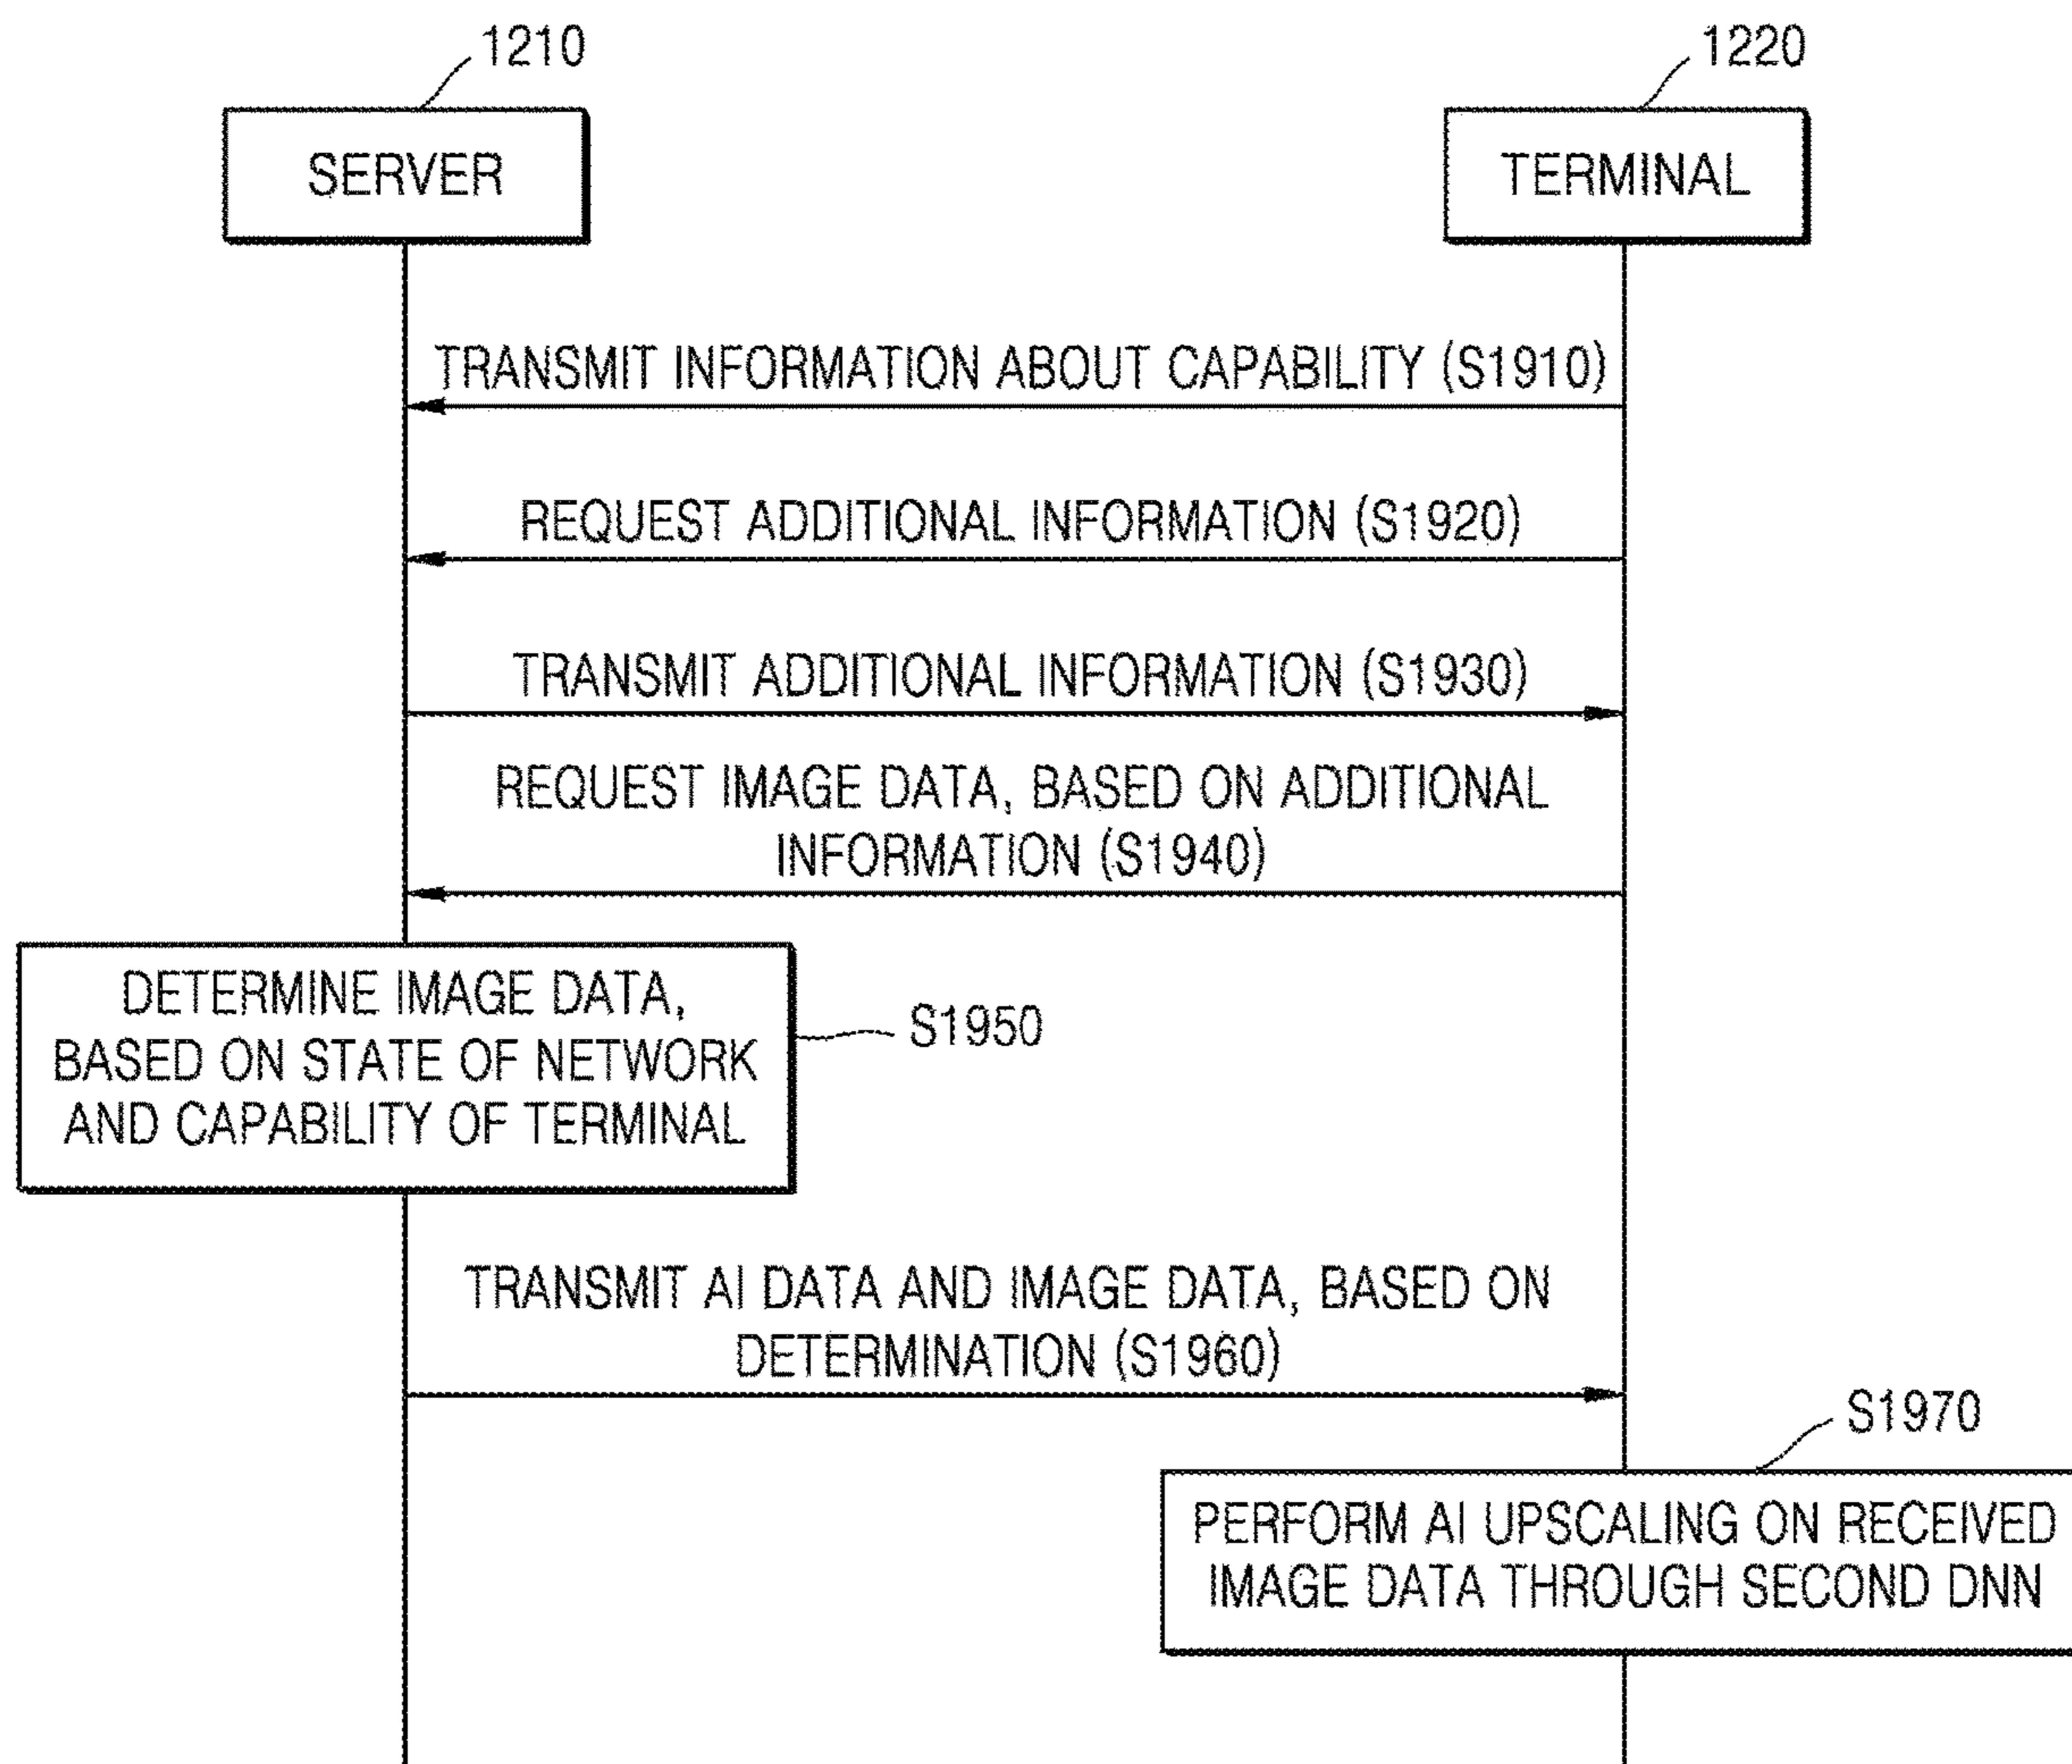 1210
1220
SERVER
TERMINAL
TRANSMIT INFORMATION ABOUT CAPABILITY (S1910)
REQUEST ADDITIONAL INFORMATION (S1920)
TRANSMIT ADDITIONAL INFORMATION (S1930)
REQUEST IMAGE DATA, BASED ON ADDITIONAL
INFORMATION (S1940)
DETERMINE IMAGE DATA,
BASED ON STATE OF NETWORK
AND CAPABILITY OF TERMINAL
S1950
TRANSMIT AI DATA AND IMAGE DATA, BASED ON
DETERMINATION (S1960)
S1970
PERFORM AI UPSCALING ON RECEIVED
IMAGE DATA THROUGH SECOND DNN